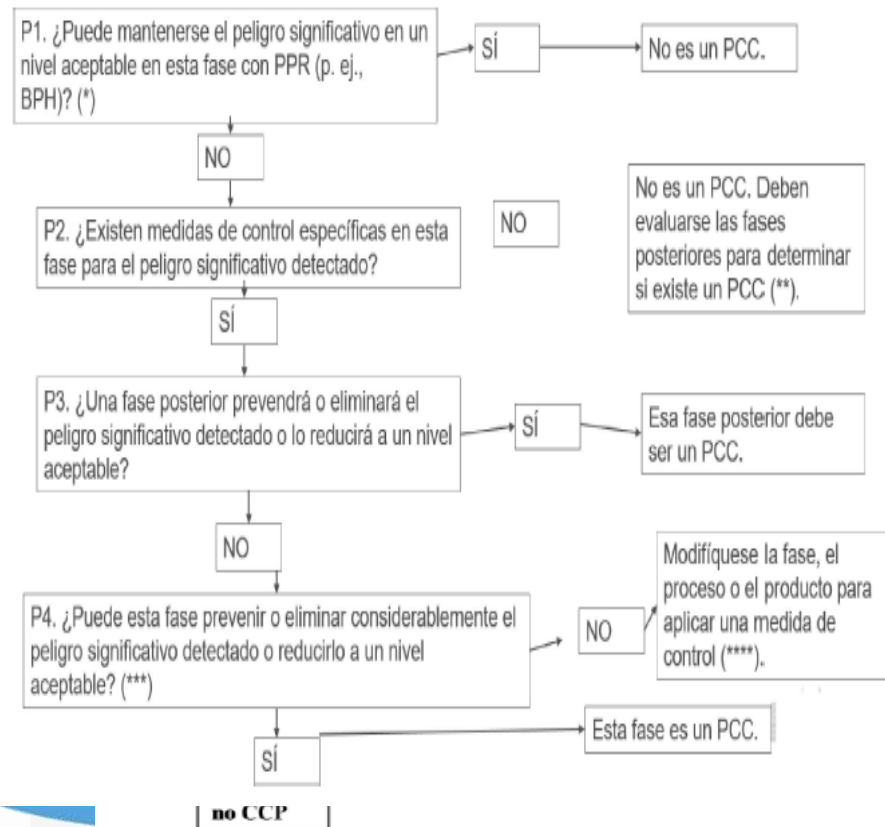 P1. ¿Puede mantenerse el peligro significativo en un
nivel aceptable en esta fase con PPR (p. ej.,
BPH)? (*)
SÍ
No es un PCC.
NO
P2. ¿Existen medidas de control específicas en esta
fase para el peligro significativo detectado?
NO
No es un PCC. Deben
evaluarse las fases
posteriores para determinar
si existe un PCC (**).
SÍ
P3. ¿Una fase posterior prevendrá o eliminará el
peligro significativo detectado o lo reducirá a un nivel
aceptable?
SÍ
Esa fase posterior debe
ser un PCC.
NO
P4. ¿Puede esta fase prevenir o eliminar considerablemente el
peligro significativo detectado o reducirlo a un nivel
aceptable? (***)
NO
Modifíquese la fase, el
proceso o el producto para
aplicar una medida de
control (****).
SÍ
Esta fase es un PCC.
no CCP